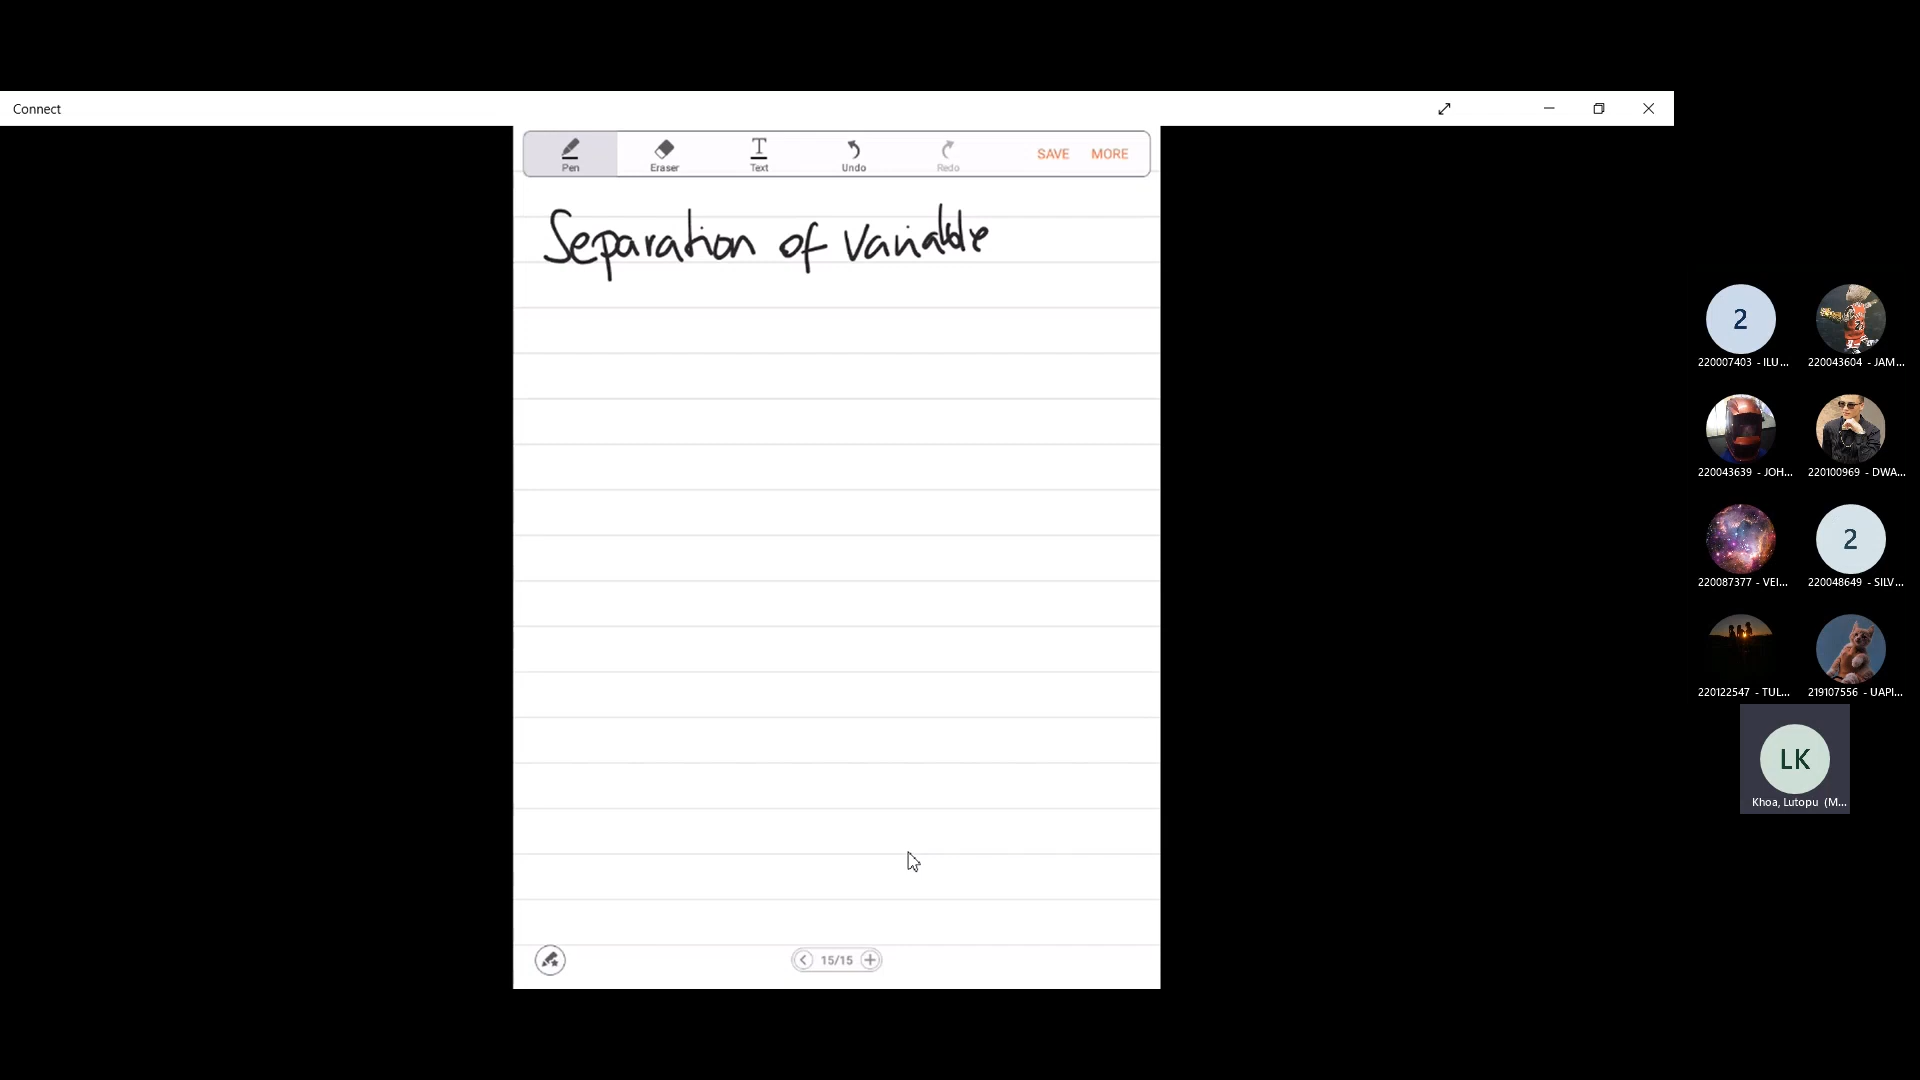 Connect
Pen
Eraser
Text
Undo
Redo
SAVE
MORE
Separation of Variable
15/15
2
220007403 - ILU...
220043604 - JAM...
220043639 - JOH...
220100969 - DWA...
2
220087377 - VEI...
220048649 - SILV...
220122547 - TUL...
219107556 - UAPI...
LK
Khoa, Lutopu (M...